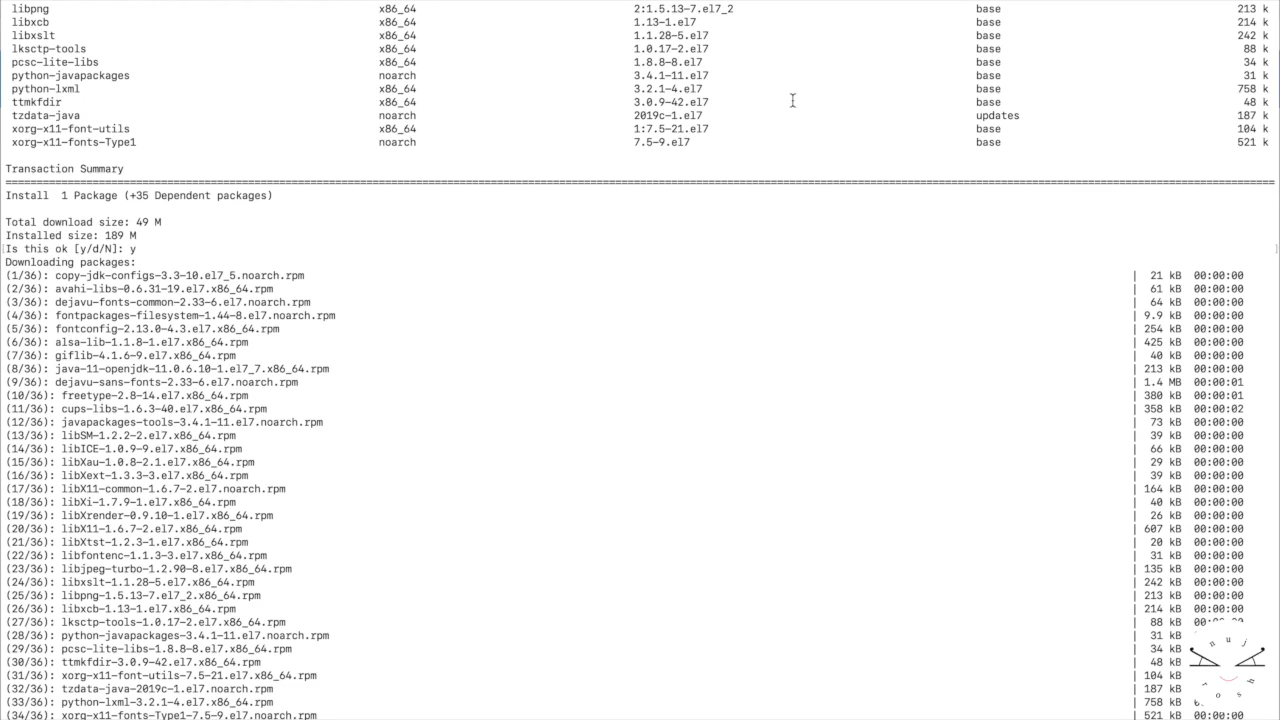 libpng x86_64 2:1.5.13-7.el7_2 base 213 k
libxcb x86_64 1.13-1.el7 base 214 k
libxslt x86_64 1.1.28-5.el7 base 242 k
lksctp-tools x86_64 1.0.17-2.el7 base 88 k
pcsc-lite-libs x86_64 1.8.8-8.el7 base 34 k
python-javapackages noarch 3.4.1-11.el7 base 31 k
python-lxml x86_64 3.2.1-4.el7 base 758 k
ttmkfdir x86_64 3.0.9-42.el7 base 48 k
tzdata-java noarch 2019c-1.el7 updates 187 k
xorg-x11-font-utils x86_64 1:7.5-21.el7 base 104 k
xorg-x11-fonts-Type1 noarch 7.5-9.el7 base 521 k
Transaction Summary
Install 1 Package (+35 Dependent packages)
Total download size: 49 M
Installed size: 189 M
Is this ok [y/d/N]: y
Downloading packages:
(1/36): copy-jdk-configs-3.3-10.el7_5.noarch.rpm | 21 kB 00:00:00
(2/36): avahi-libs-0.6.31-19.el7.x86_64.rpm | 61 kB 00:00:00
(3/36): dejavu-fonts-common-2.33-6.el7.noarch.rpm | 64 kB 00:00:00
(4/36): fontpackages-filesystem-1.44-8.el7.noarch.rpm | 9.9 kB 00:00:00
(5/36): fontconfig-2.13.0-4.3.el7.x86_64.rpm | 254 kB 00:00:00
(6/36): alsa-lib-1.1.8-1.el7.x86_64.rpm | 425 kB 00:00:00
(7/36): giflib-4.1.6-9.el7.x86_64.rpm | 40 kB 00:00:00
(8/36): java-11-openjdk-11.0.6.10-1.el7_7.x86_64.rpm | 213 kB 00:00:00
(9/36): dejavu-sans-fonts-2.33-6.el7.noarch.rpm | 1.4 MB 00:00:01
(10/36): freetype-2.8-14.el7.x86_64.rpm | 380 kB 00:00:01
(11/36): cups-libs-1.6.3-40.el7.x86_64.rpm | 358 kB 00:00:02
(12/36): javapackages-tools-3.4.1-11.el7.noarch.rpm | 73 kB 00:00:00
(13/36): libSM-1.2.2-2.el7.x86_64.rpm | 39 kB 00:00:00
(14/36): libICE-1.0.9-9.el7.x86_64.rpm | 66 kB 00:00:00
(15/36): libXau-1.0.8-2.1.el7.x86_64.rpm | 29 kB 00:00:00
(16/36): libXext-1.3.3-3.el7.x86_64.rpm | 39 kB 00:00:00
(17/36): libX11-common-1.6.7-2.el7.noarch.rpm | 164 kB 00:00:00
(18/36): libXi-1.7.9-1.el7.x86_64.rpm | 40 kB 00:00:00
(19/36): libXrender-0.9.10-1.el7.x86_64.rpm | 26 kB 00:00:00
(20/36): libX11-1.6.7-2.el7.x86_64.rpm | 607 kB 00:00:00
(21/36): libXtst-1.2.3-1.el7.x86_64.rpm | 20 kB 00:00:00
(22/36): libfontenc-1.1.3-3.el7.x86_64.rpm | 31 kB 00:00:00
(23/36): libjpeg-turbo-1.2.90-8.el7.x86_64.rpm | 135 kB 00:00:00
(24/36): libxslt-1.1.28-5.el7.x86_64.rpm | 242 kB 00:00:00
(25/36): libpng-1.5.13-7.el7_2.x86_64.rpm | 213 kB 00:00:00
(26/36): libxcb-1.13-1.el7.x86_64.rpm | 214 kB 00:00:00
(27/36): lksctp-tools-1.0.17-2.el7.x86_64.rpm | 88 kB
(28/36): python-javapackages-3.4.1-11.el7.noarch.rpm | 31 kB
(29/36): pcsc-lite-libs-1.8.8-8.el7.x86_64.rpm | 34 kB
(30/36): ttmkfdir-3.0.9-42.el7.x86_64.rpm | 48 kB
(31/36): xorg-x11-font-utils-7.5-21.el7.x86_64.rpm | 104 kB
(32/36): tzdata-java-2019c-1.el7.noarch.rpm | 187 kB
(33/36): python-lxml-3.2.1-4.el7.x86_64.rpm | 758 kB
(34/36): xorg-x11-fonts-Type1-7.5-9.el7.noarch.rpm | 521 kB 00:00:00